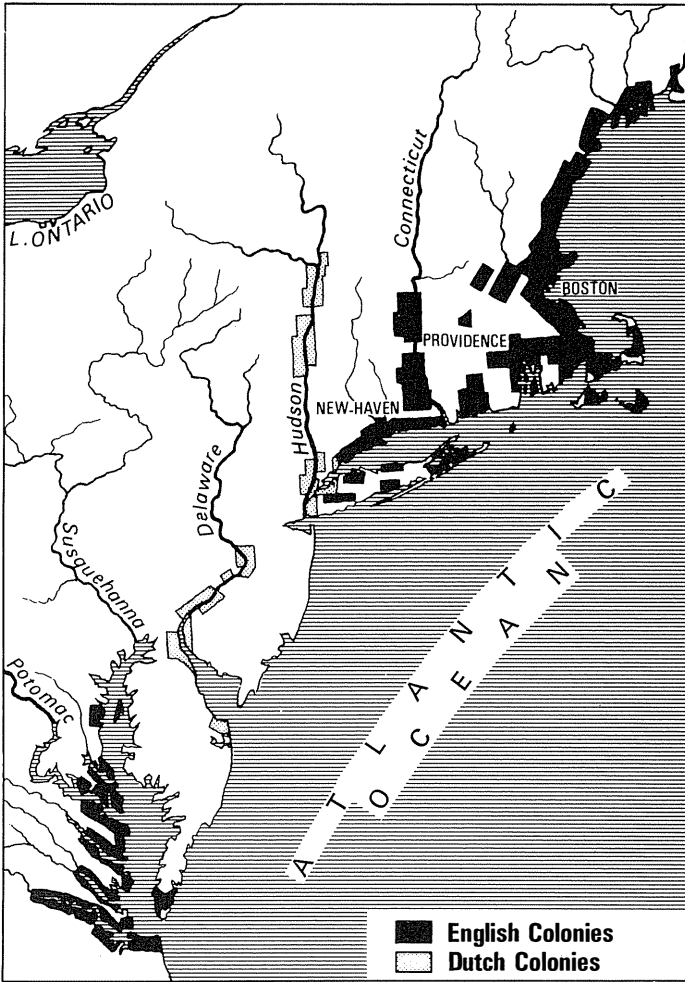 L. ONTARIO
Connecticut
BOSTON
PROVIDENCE
NEW-HAVEN
Hudson
Delaware
Susquehanna
Potomac
ATLANTIC
OCEAN
English Colonies
Dutch Colonies